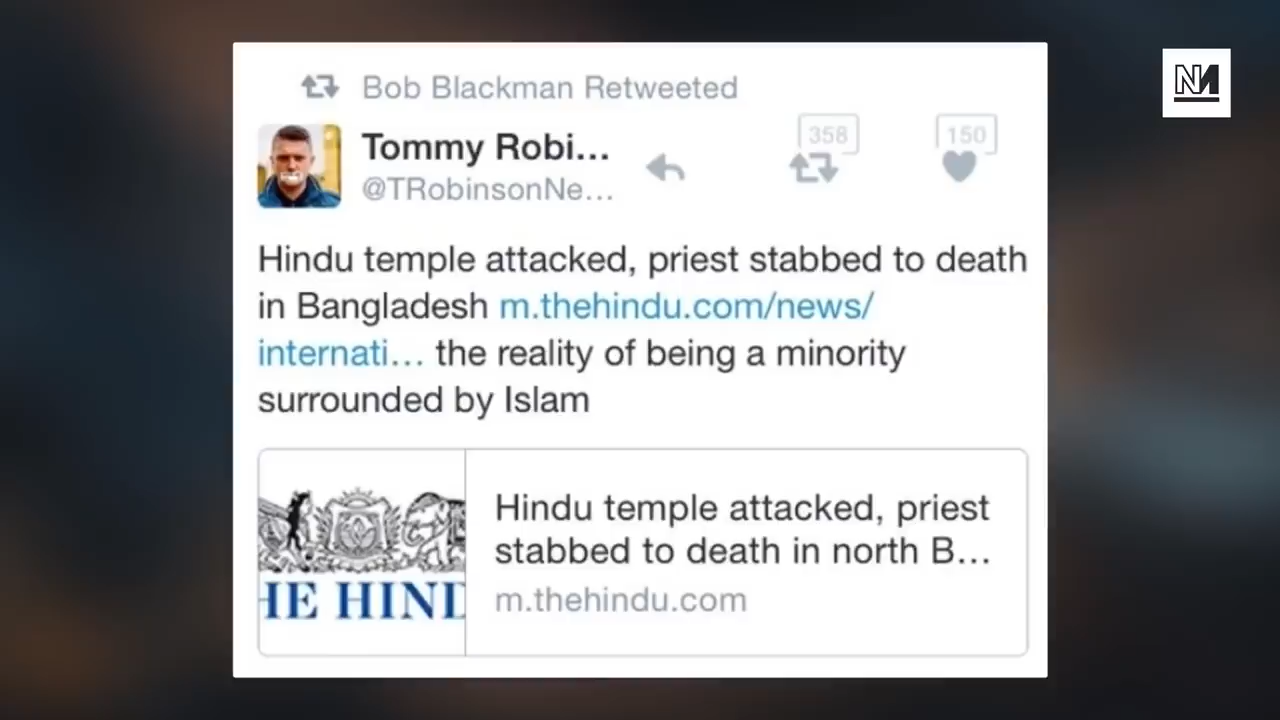 Bob Blackman Retweeted
Tommy Robi...
358
150
@TRobinsonNe...
Hindu temple attacked, priest stabbed to death
in Bangladesh m.thehindu.com/news/
internati... the reality of being a minority
surrounded by Islam
Hindu temple attacked, priest
stabbed to death in north B...
m.thehindu.com
HE HIND
NM